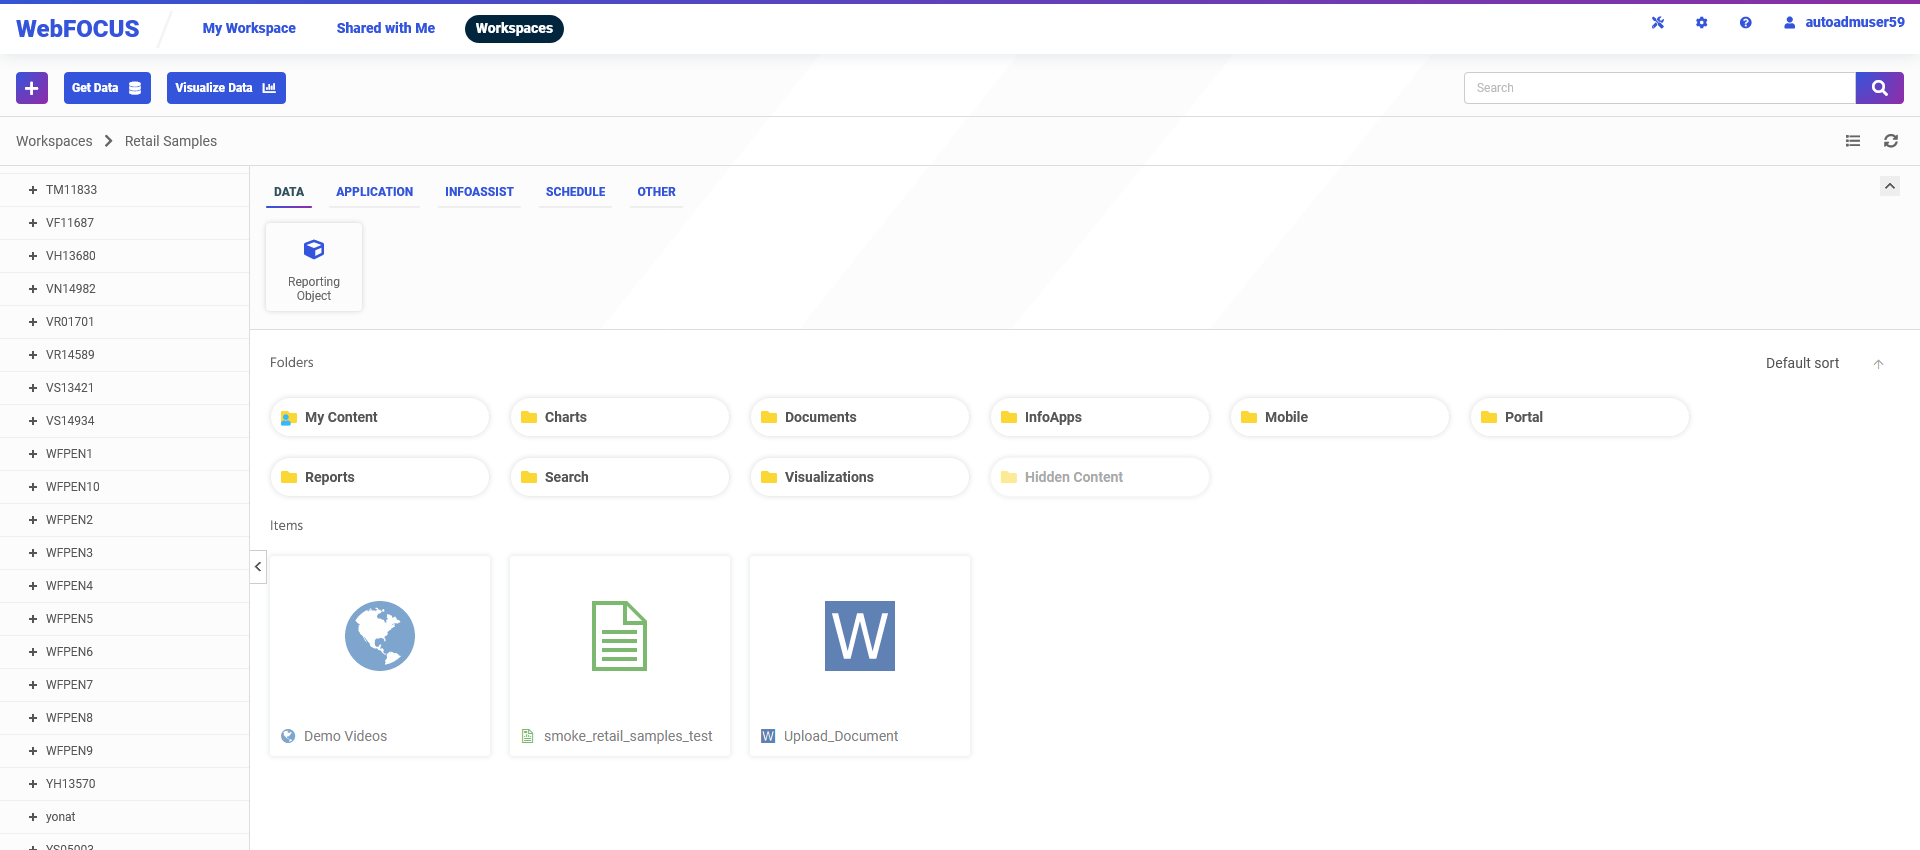 WebFOCUS
My Workspace
Shared with Me
Workspaces
autoadmuser59
Get Data
Visualize Data
Search
Workspaces
Retail Samples
TM11833
VF11687
VH13680
VN14982
VR01701
VR14589
VS13421
VS14934
WFPEN1
WFPEN10
WFPEN2
WFPEN3
WFPEN4
WFPEN5
WFPEN6
WFPEN7
WFPEN8
WFPEN9
YH13570
yonat
DATA
APPLICATION
INFOASSIST
SCHEDULE
OTHER
Reporting
Object
Folders
Default sort
My Content
Charts
Documents
InfoApps
Mobile
Portal
Reports
Search
Visualizations
Hidden Content
Items
W
Demo Videos
smoke_retail_samples_test
W
Upload_Document